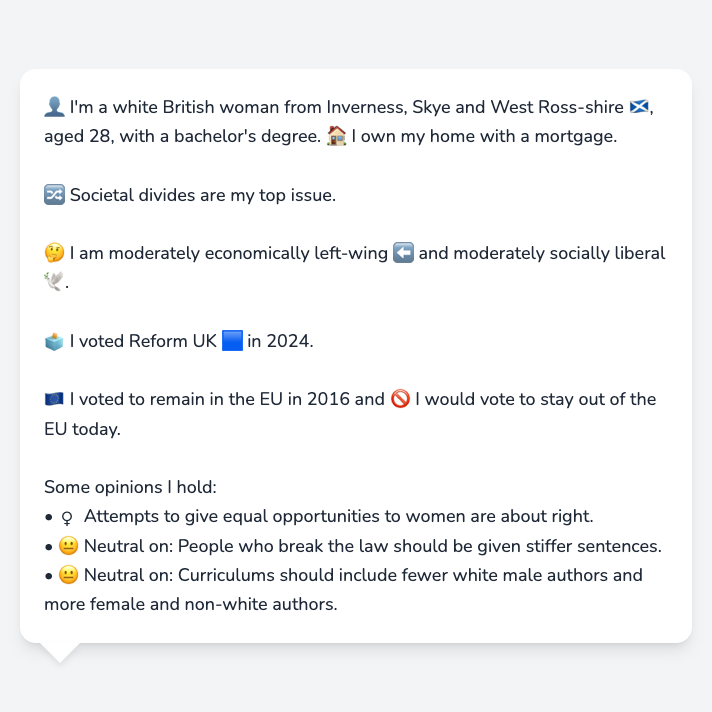 👤 I'm a white British woman from Inverness, Skye and West Ross-shire 🏴󠁧󠁢󠁳󠁣󠁴󠁿,
aged 28, with a bachelor's degree. 🏠 I own my home with a mortgage.
🔀 Societal divides are my top issue.
🤔 I am moderately economically left-wing ⬅️ and moderately socially liberal
🕊️.
🗳️ I voted Reform UK 🟦 in 2024.
🇪🇺 I voted to remain in the EU in 2016 and 🚫 I would vote to stay out of the
EU today.
Some opinions I hold:
• ♀ Attempts to give equal opportunities to women are about right.
• 😐 Neutral on: People who break the law should be given stiffer sentences.
• 😐 Neutral on: Curriculums should include fewer white male authors and
more female and non-white authors.